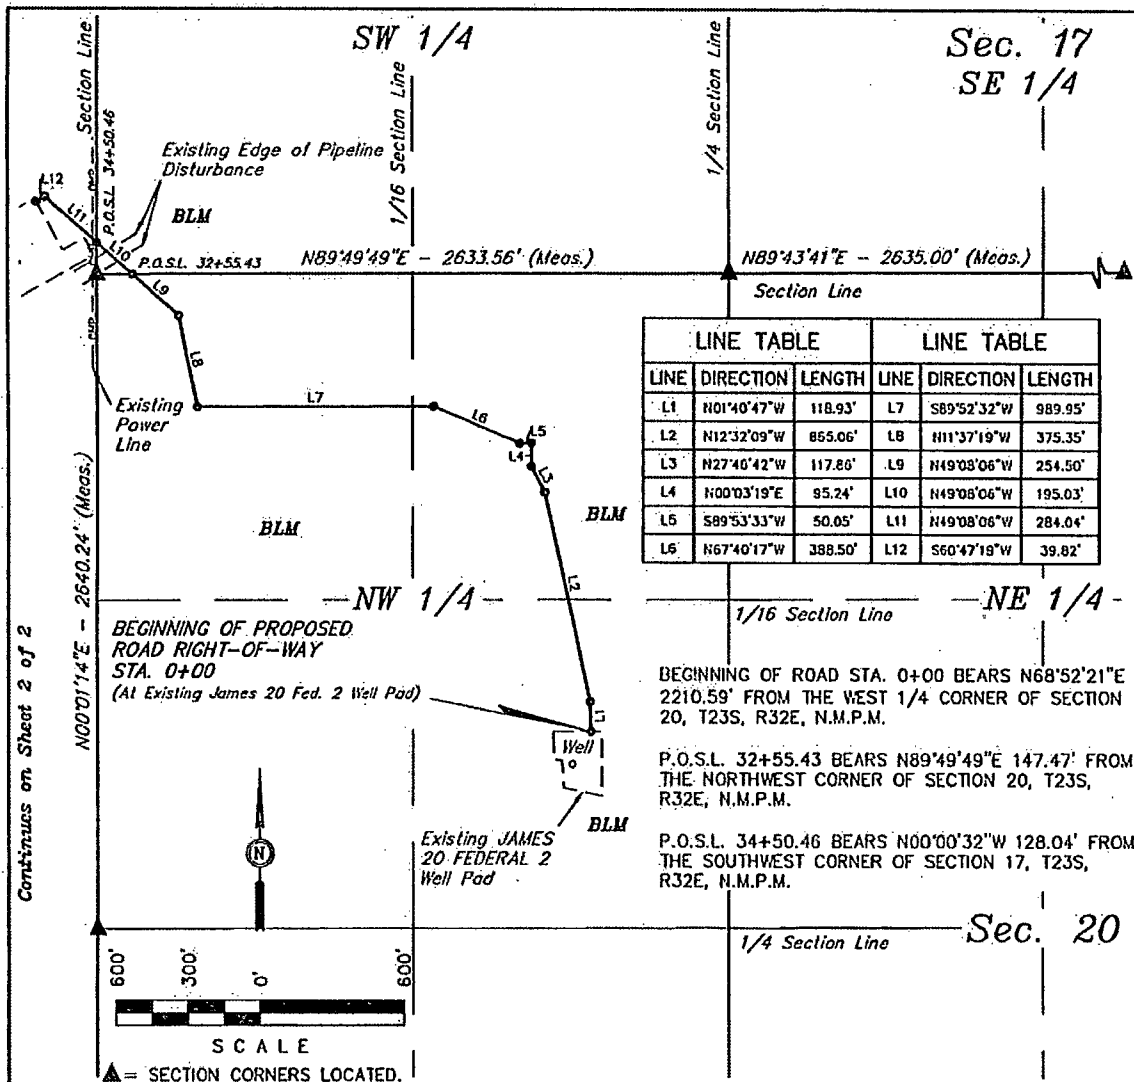 SW 1/4
Sec. 17
SE 1/4
Section Line
1/16 Section Line
1/4 Section Line
P.O.S.L. 34+50.46
Existing Edge of Pipeline
Disturbance
BLM
L12
L11
L10
P.O.S.L. 32+55.43
N89°49'49"E - 2633.56' (Meas.)
N89°43'41"E - 2635.00' (Meas.)
Section Line
L9
L8
L7
L6
L5
L4
L3
L2
L1
Existing
Power
Line
LINE TABLE LINE TABLE
LINE DIRECTION LENGTH LINE DIRECTION LENGTH
L1 N01°40'47"W 118.93' L7 S89°52'32"W 989.95'
L2 N12°32'09"W 865.06' L8 N11°37'19"W 375.35'
L3 N27°46'42"W 117.86' L9 N49°08'06"W 254.50'
L4 N00°03'19"E 95.24' L10 N49°08'06"W 195.03'
L5 S89°53'33"W 50.05' L11 N49°08'06"W 284.04'
L6 N67°40'17"W 388.50' L12 S60°47'19"W 39.82'
N00°01'14"E - 2640.24' (Meas.)
BLM
BLM
NW 1/4
NE 1/4
1/16 Section Line
Continues on Sheet 2 of 2
BEGINNING OF PROPOSED
ROAD RIGHT-OF-WAY
STA. 0+00
(At Existing James 20 Fed. 2 Well Pad)
Well
BLM
Existing JAMES
20 FEDERAL 2
Well Pad
BEGINNING OF ROAD STA. 0+00 BEARS N68°52'21"E
2210.59' FROM THE WEST 1/4 CORNER OF SECTION
20, T23S, R32E, N.M.P.M.
P.O.S.L. 32+55.43 BEARS N89°49'49"E 147.47' FROM
THE NORTHWEST CORNER OF SECTION 20, T23S,
R32E, N.M.P.M.
P.O.S.L. 34+50.46 BEARS N00°00'32"W 128.04' FROM
THE SOUTHWEST CORNER OF SECTION 17, T23S,
R32E, N.M.P.M.
N
1/4 Section Line
Sec. 20
600' 300' 0' 600'
SCALE
= SECTION CORNERS LOCATED.